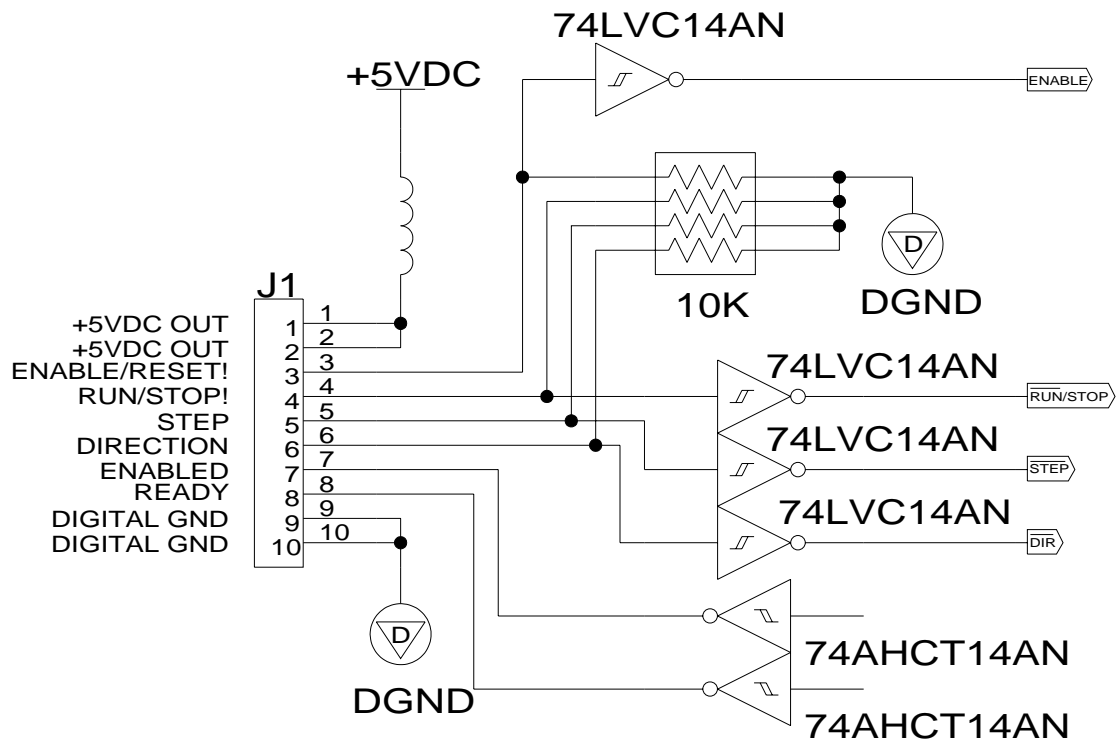 74LVC14AN
+5VDC
ENABLE
10K
D
DGND
J1
+5VDC OUT 1 1
+5VDC OUT 2 2
ENABLE/RESET! 3 3
RUN/STOP! 4 4
STEP 5 5
DIRECTION 6 6
ENABLED 7 7
READY 8 8
DIGITAL GND 9 9
DIGITAL GND 10 10
74LVC14AN
RUN/STOP
74LVC14AN
STEP
74LVC14AN
DIR
D
DGND
74AHCT14AN
74AHCT14AN